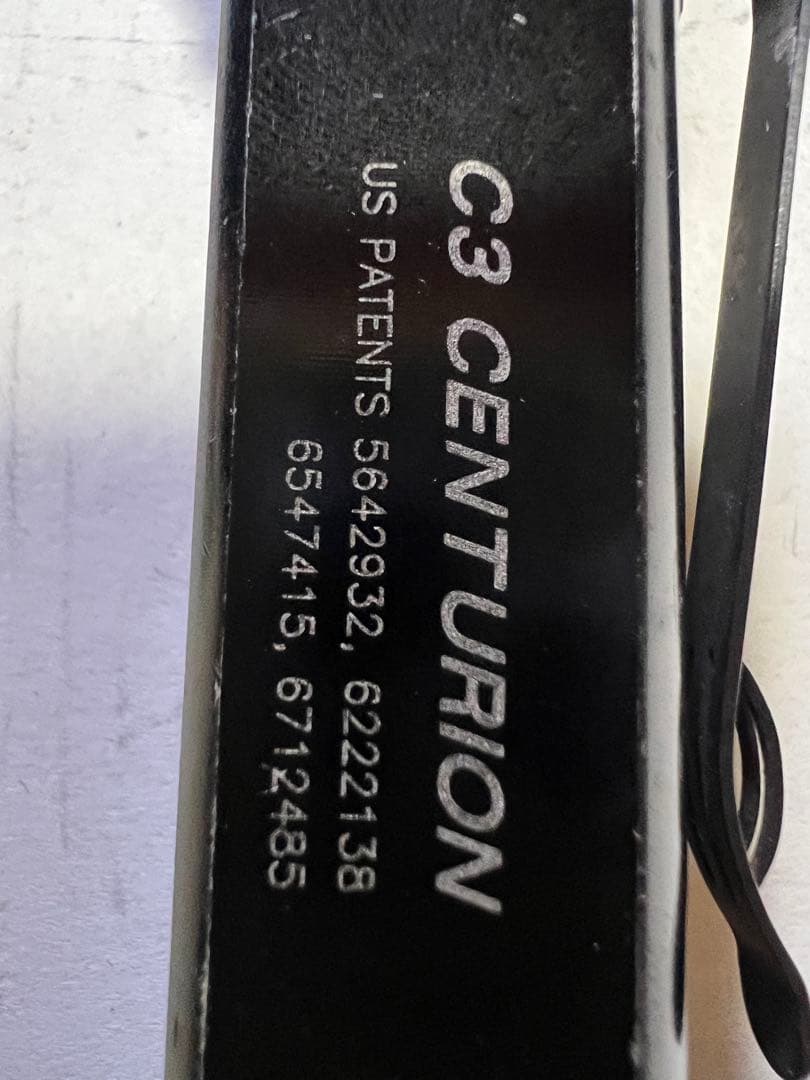 C3 CENTURION
US PATENTS 5642932, 6222138
6547415, 6712485